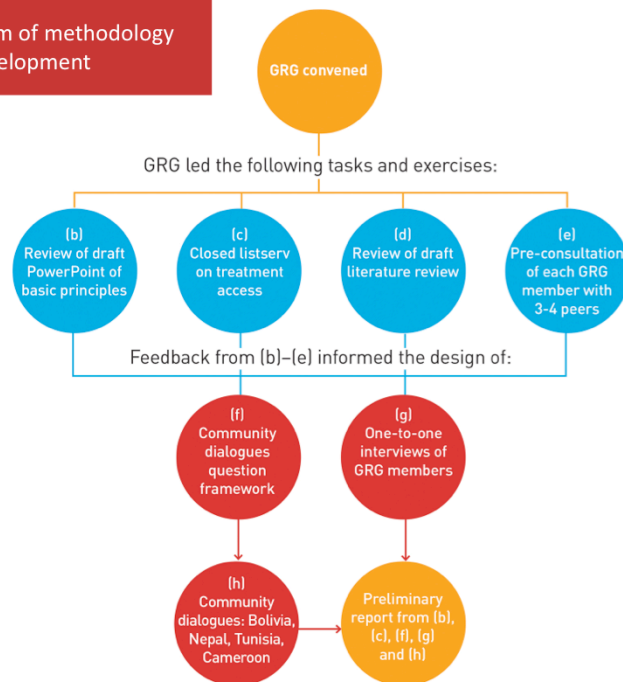 of methodology
GRG convened
GRG led the following tasks and exercises:
(b)
Review of draft
PowerPoint of
basic principles
(c)
Closed listserv
on treatment
access
(d)
Review of draft
literature review
(e)
Pre-consultation
of each GRG
member with
3-4 peers
Feedback from (b)–(e) informed the design of:
(f)
Community
dialogues
question
framework
(g)
One-to-one
interviews of
GRG members
(h)
Community
dialogues: Bolivia,
Nepal, Tunisia,
Cameroon
Preliminary
report from (b),
(c), (f), (g)
and (h)